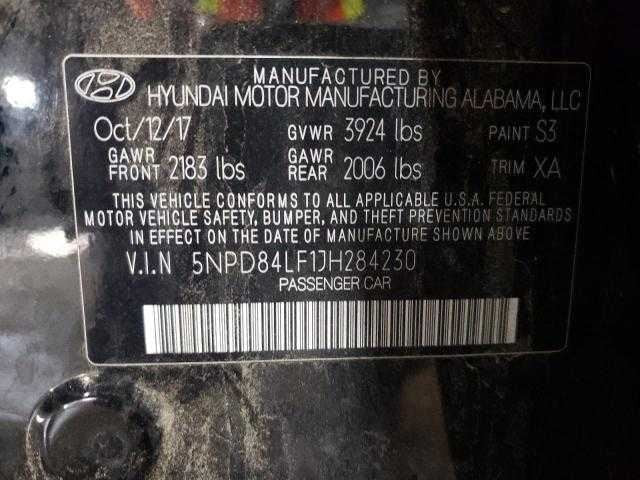 MANUFACTURED BY
HYUNDAI MOTOR MANUFACTURING ALABAMA, LLC
Oct/12/17 GVWR 3924 lbs PAINT S3
GAWR FRONT 2183 lbs GAWR REAR 2006 lbs TRIM XA
THIS VEHICLE CONFORMS TO ALL APPLICABLE U.S.A. FEDERAL
MOTOR VEHICLE SAFETY, BUMPER, AND THEFT PREVENTION STANDARDS
IN EFFECT ON THE DATE OF MANUFACTURE SHOWN ABOVE.
V.I.N 5NPD84LF1JH284230
PASSENGER CAR